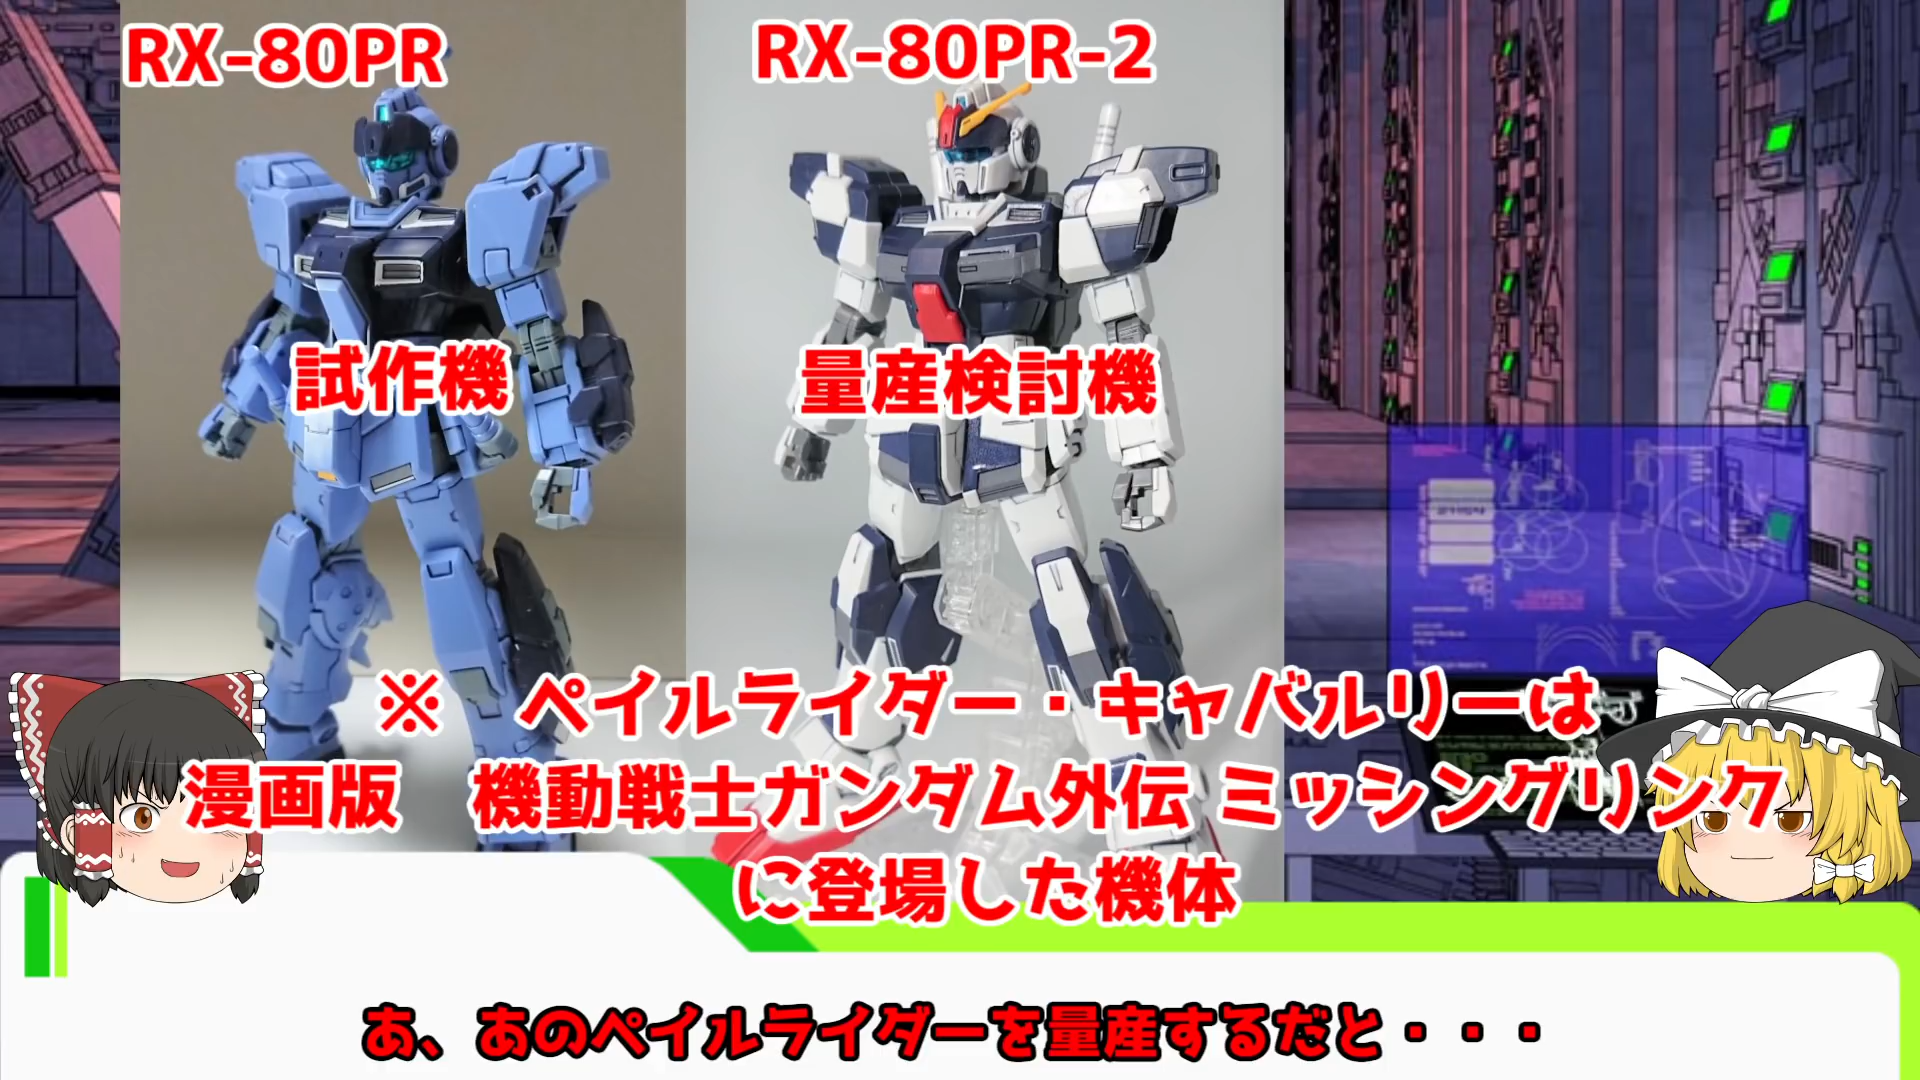 RX-80PR
RX-80PR-2
試作機
量産検討機
※　ペイルライダー・キャバルリーは
漫画版　機動戦士ガンダム外伝 ミッシングリンク
に登場した機体
あ、あのペイルライダーを量産するだと・・・